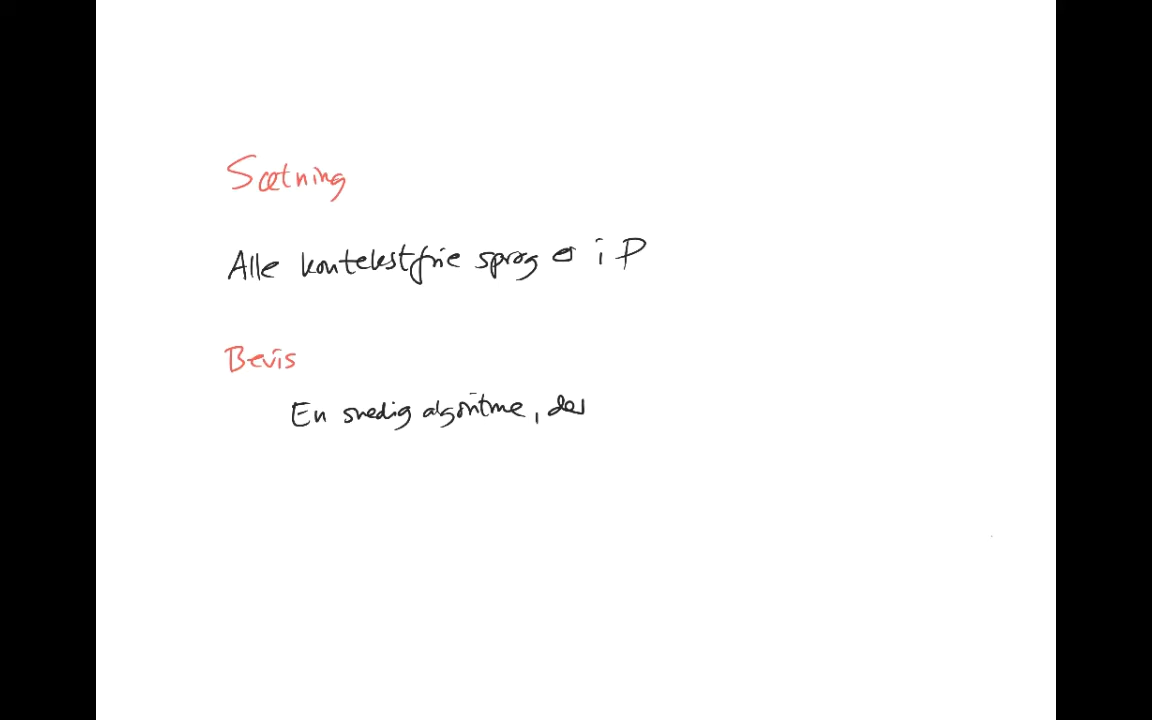 Sætning
Alle kontekstfrie sprog er i P
Bevis
En snedig algoritme, der